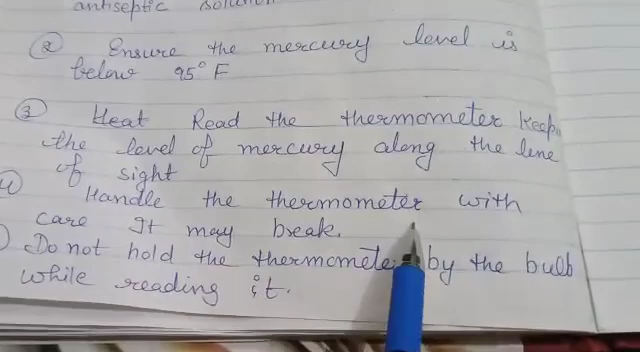 antiseptic solution
② Ensure the mercury level is
below 95° F
③ Heat Read the thermometer keep
the level of mercury along the line
of sight
Handle the thermometer with
care It may break.
Do not hold the thermometer by the bulb
while reading it.